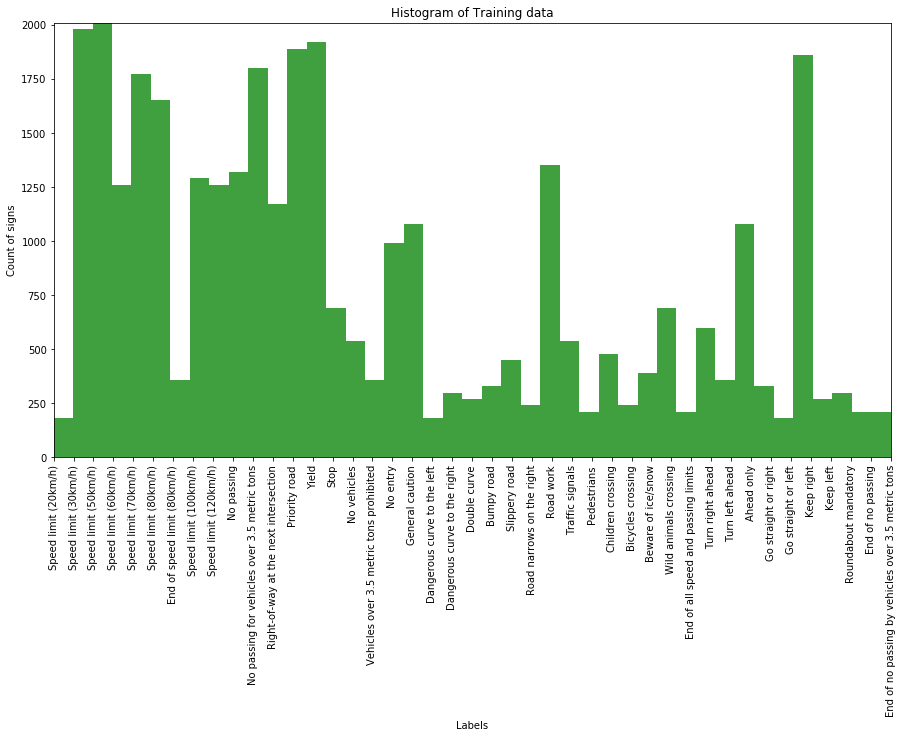 Histogram of Training data
2000
1750
1500
1250
1000
750
500
250
0
Count of signs
Speed limit (20km/h)
Speed limit (30km/h)
Speed limit (50km/h)
Speed limit (60km/h)
Speed limit (70km/h)
Speed limit (80km/h)
End of speed limit (80km/h)
Speed limit (100km/h)
Speed limit (120km/h)
No passing
No passing for vehicles over 3.5 metric tons
Right-of-way at the next intersection
Priority road
Yield
Stop
No vehicles
Vehicles over 3.5 metric tons prohibited
No entry
General caution
Dangerous curve to the left
Dangerous curve to the right
Double curve
Bumpy road
Slippery road
Road narrows on the right
Road work
Traffic signals
Pedestrians
Children crossing
Bicycles crossing
Beware of ice/snow
Wild animals crossing
End of all speed and passing limits
Turn right ahead
Turn left ahead
Ahead only
Go straight or right
Go straight or left
Keep right
Keep left
Roundabout mandatory
End of no passing
End of no passing by vehicles over 3.5 metric tons
Labels